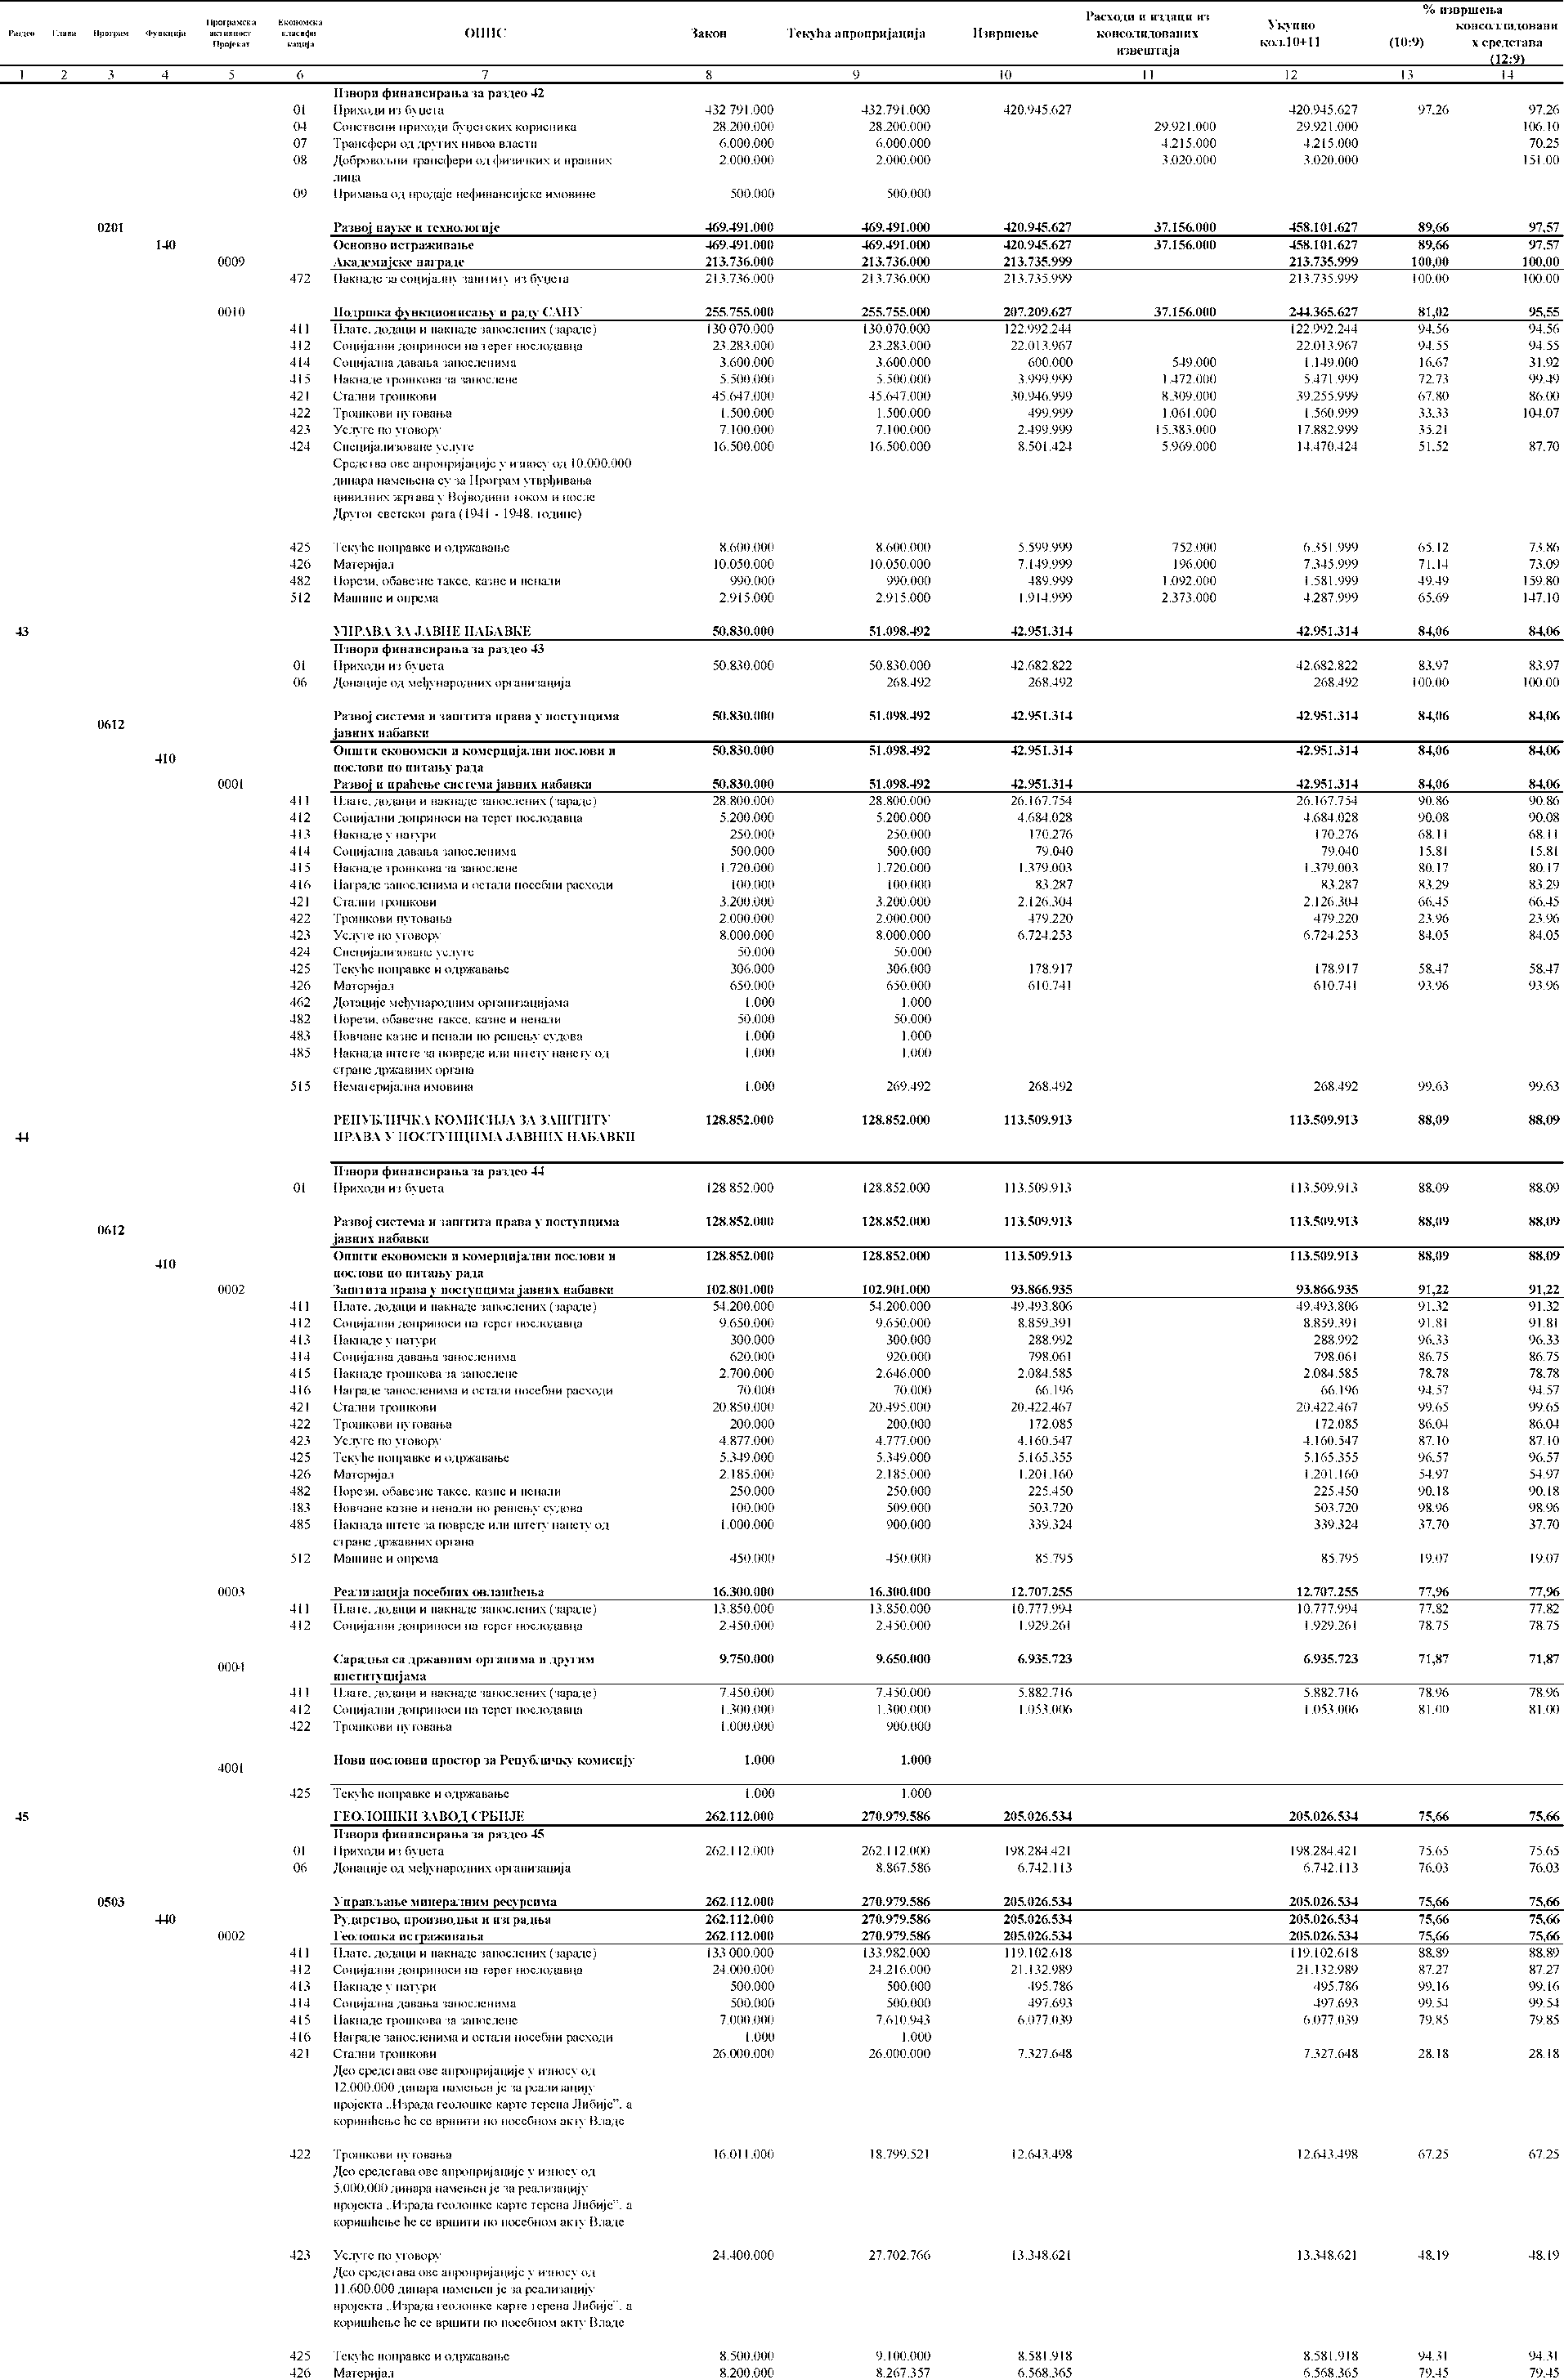 Раздео Глава Програм Функција Програмска активност Пројекат Економска класификација ОПИС Закон Текућа апропријација Извршење Расходи и издаци из консолидованих извештаја Укупно кол.10+11 % извршења (10:9) консолидованих средстава (12:9)
1 2 3 4 5 6 7 8 9 10 11 12 13 14
Извори финансирања за раздео 42
01 Приходи из буџета 432.791.000 432.791.000 420.945.627 420.945.627 97,26 97,26
04 Сопствени приходи буџетских корисника 28.200.000 28.200.000 29.921.000 29.921.000 106,10
07 Трансфери од других нивоа власти 6.000.000 6.000.000 4.215.000 4.215.000 70,25
08 Добровољни трансфери од физичких и правних 2.000.000 2.000.000 3.020.000 3.020.000 151,00
лица
09 Примања од продаје нефинансијске имовине 500.000 500.000
0201 Развој науке и технологије 469.491.000 469.491.000 420.945.627 37.156.000 458.101.627 89,66 97,57
140 Основно истраживање 469.491.000 469.491.000 420.945.627 37.156.000 458.101.627 89,66 97,57
0009 Академијске награде 213.736.000 213.736.000 213.735.999 213.735.999 100,00 100,00
472 Накнаде за социјалну заштиту из буџета 213.736.000 213.736.000 213.735.999 213.735.999 100,00 100,00
0010 Подршка функционисању и раду САНУ 255.755.000 255.755.000 207.209.627 37.156.000 244.365.627 81,02 95,55
411 Плате, додаци и накнаде запослених (зараде) 130.070.000 130.070.000 122.992.244 122.992.244 94,56 94,56
412 Социјални доприноси на терет послодавца 23.283.000 23.283.000 22.013.967 22.013.967 94,55 94,55
414 Социјална давања запосленима 3.600.000 3.600.000 600.000 549.000 1.149.000 16,67 31,92
415 Накнаде трошкова за запослене 5.500.000 5.500.000 3.999.999 1.472.000 5.471.999 72,73 99,49
421 Стални трошкови 45.647.000 45.647.000 30.946.999 8.309.000 39.255.999 67,80 86,00
422 Трошкови путовања 1.500.000 1.500.000 499.999 1.061.000 1.560.999 33,33 104,07
423 Услуге по уговору 7.100.000 7.100.000 2.499.999 15.383.000 17.882.999 35,21
424 Специјализоване услуге 16.500.000 16.500.000 8.501.424 5.969.000 14.470.424 51,52 87,70
Средства ове апропријације у износу од 10.000.000
динара намењена су за Програм утврђивања
цивилних жртава у Војводини током и после
Другог светског рата (1941 - 1948. године)
425 Текуће поправке и одржавање 8.600.000 8.600.000 5.599.999 752.000 6.351.999 65,12 73,86
426 Материјал 10.050.000 10.050.000 7.149.999 196.000 7.345.999 71,14 73,09
482 Порези, обавезне таксе, казне и пенали 990.000 990.000 489.999 1.092.000 1.581.999 49,49 159,80
512 Машине и опрема 2.915.000 2.915.000 1.914.999 2.373.000 4.287.999 65,69 147,10
43 УПРАВА ЗА ЈАВНЕ НАБАВКЕ 50.830.000 51.098.492 42.951.314 42.951.314 84,06 84,06
Извори финансирања за раздео 43
01 Приходи из буџета 50.830.000 50.830.000 42.682.822 42.682.822 83,97 83,97
06 Донације од међународних организација 268.492 268.492 268.492 100,00 100,00
0612 Развој система и заштита права у поступцима 50.830.000 51.098.492 42.951.314 42.951.314 84,06 84,06
јавних набавки
410 Општи економски и комерцијални послови и 50.830.000 51.098.492 42.951.314 42.951.314 84,06 84,06
послови по питању рада
0001 Развој и праћење система јавних набавки 50.830.000 51.098.492 42.951.314 42.951.314 84,06 84,06
411 Плате, додаци и накнаде запослених (зараде) 28.800.000 28.800.000 26.167.754 26.167.754 90,86 90,86
412 Социјални доприноси на терет послодавца 5.200.000 5.200.000 4.684.028 4.684.028 90,08 90,08
413 Накнаде у натури 250.000 250.000 170.276 170.276 68,11 68,11
414 Социјална давања запосленима 500.000 500.000 79.040 79.040 15,81 15,81
415 Накнаде трошкова за запослене 1.720.000 1.720.000 1.379.003 1.379.003 80,17 80,17
416 Награде запосленима и остали посебни расходи 100.000 100.000 83.287 83.287 83,29 83,29
421 Стални трошкови 3.200.000 3.200.000 2.126.304 2.126.304 66,45 66,45
422 Трошкови путовања 2.000.000 2.000.000 479.220 479.220 23,96 23,96
423 Услуге по уговору 8.000.000 8.000.000 6.724.253 6.724.253 84,05 84,05
424 Специјализоване услуге 50.000 50.000
425 Текуће поправке и одржавање 306.000 306.000 178.917 178.917 58,47 58,47
426 Материјал 650.000 650.000 610.741 610.741 93,96 93,96
462 Дотације међународним организацијама 1.000 1.000
482 Порези, обавезне таксе, казне и пенали 50.000 50.000
483 Новчане казне и пенали по решењу судова 1.000 1.000
485 Накнада штете за повреде или штету нанету од 1.000 1.000
стране државних органа
515 Нематеријална имовина 1.000 269.492 268.492 268.492 99,63 99,63
44 РЕПУБЛИЧКА КОМИСИЈА ЗА ЗАШТИТУ 128.852.000 128.852.000 113.509.913 113.509.913 88,09 88,09
ПРАВА У ПОСТУПЦИМА ЈАВНИХ НАБАВКИ
Извори финансирања за раздео 44
01 Приходи из буџета 128.852.000 128.852.000 113.509.913 113.509.913 88,09 88,09
0612 Развој система и заштита права у поступцима 128.852.000 128.852.000 113.509.913 113.509.913 88,09 88,09
јавних набавки
410 Општи економски и комерцијални послови и 128.852.000 128.852.000 113.509.913 113.509.913 88,09 88,09
послови по питању рада
0002 Заштита права у поступцима јавних набавки 102.801.000 102.901.000 93.866.935 93.866.935 91,22 91,22
411 Плате, додаци и накнаде запослених (зараде) 54.200.000 54.200.000 49.493.806 49.493.806 91,32 91,32
412 Социјални доприноси на терет послодавца 9.650.000 9.650.000 8.859.391 8.859.391 91,81 91,81
413 Накнаде у натури 300.000 300.000 288.992 288.992 96,33 96,33
414 Социјална давања запосленима 620.000 920.000 798.061 798.061 86,75 86,75
415 Накнаде трошкова за запослене 2.700.000 2.646.000 2.084.585 2.084.585 78,78 78,78
416 Награде запосленима и остали посебни расходи 70.000 70.000 66.196 66.196 94,57 94,57
421 Стални трошкови 20.850.000 20.495.000 20.422.467 20.422.467 99,65 99,65
422 Трошкови путовања 200.000 200.000 172.085 172.085 86,04 86,04
423 Услуге по уговору 4.877.000 4.777.000 4.160.547 4.160.547 87,10 87,10
425 Текуће поправке и одржавање 5.349.000 5.349.000 5.165.355 5.165.355 96,57 96,57
426 Материјал 2.185.000 2.185.000 1.201.160 1.201.160 54,97 54,97
482 Порези, обавезне таксе, казне и пенали 250.000 250.000 225.450 225.450 90,18 90,18
483 Новчане казне и пенали по решењу судова 100.000 509.000 503.720 503.720 98,96 98,96
485 Накнада штете за повреде или штету нанету од 1.000.000 900.000 339.324 339.324 37,70 37,70
стране државних органа
512 Машине и опрема 450.000 450.000 85.795 85.795 19,07 19,07
0003 Реализација посебних овлашћења 16.300.000 16.300.000 12.707.255 12.707.255 77,96 77,96
411 Плате, додаци и накнаде запослених (зараде) 13.850.000 13.850.000 10.777.994 10.777.994 77,82 77,82
412 Социјални доприноси на терет послодавца 2.450.000 2.450.000 1.929.261 1.929.261 78,75 78,75
0004 Сарадња са државним органима и другим 9.750.000 9.650.000 6.935.723 6.935.723 71,87 71,87
институцијама
411 Плате, додаци и накнаде запослених (зараде) 7.450.000 7.450.000 5.882.716 5.882.716 78,96 78,96
412 Социјални доприноси на терет послодавца 1.300.000 1.300.000 1.053.006 1.053.006 81,00 81,00
422 Трошкови путовања 1.000.000 900.000
4001 Нови пословни простор за Републичку комисију 1.000 1.000
425 Текуће поправке и одржавање 1.000 1.000
45 ГЕОЛОШКИ ЗАВОД СРБИЈЕ 262.112.000 270.979.586 205.026.534 205.026.534 75,66 75,66
Извори финансирања за раздео 45
01 Приходи из буџета 262.112.000 262.112.000 198.284.421 198.284.421 75,65 75,65
06 Донације од међународних организација 8.867.586 6.742.113 6.742.113 76,03 76,03
0503 Управљање минералним ресурсима 262.112.000 270.979.586 205.026.534 205.026.534 75,66 75,66
440 Рударство, производња и изградња 262.112.000 270.979.586 205.026.534 205.026.534 75,66 75,66
0002 Геолошка истраживања 262.112.000 270.979.586 205.026.534 205.026.534 75,66 75,66
411 Плате, додаци и накнаде запослених (зараде) 133.000.000 133.982.000 119.102.618 119.102.618 88,89 88,89
412 Социјални доприноси на терет послодавца 24.000.000 24.216.000 21.132.989 21.132.989 87,27 87,27
413 Накнаде у натури 500.000 500.000 495.786 495.786 99,16 99,16
414 Социјална давања запосленима 500.000 500.000 497.693 497.693 99,54 99,54
415 Накнаде трошкова за запослене 7.000.000 7.610.943 6.077.039 6.077.039 79,85 79,85
416 Награде запосленима и остали посебни расходи 1.000 1.000
421 Стални трошкови 26.000.000 26.000.000 7.327.648 7.327.648 28,18 28,18
Део средстава ове апропријације у износу од
12.000.000 динара намењен је за реализацију
пројекта „Израда геолошке карте терена Либије”, а
коришћење ће се вршити по посебном акту Владе
422 Трошкови путовања 16.011.000 18.799.521 12.643.498 12.643.498 67,25 67,25
Део средстава ове апропријације у износу од
5.000.000 динара намењен је за реализацију
пројекта „Израда геолошке карте терена Либије”, а
коришћење ће се вршити по посебном акту Владе
423 Услуге по уговору 24.400.000 27.702.766 13.348.621 13.348.621 48,19 48,19
Део средстава ове апропријације у износу од
11.600.000 динара намењен је за реализацију
пројекта „Израда геолошке карте терена Либије”, а
коришћење ће се вршити по посебном акту Владе
425 Текуће поправке и одржавање 8.500.000 9.100.000 8.581.918 8.581.918 94,31 94,31
426 Материјал 8.200.000 8.267.357 6.568.365 6.568.365 79,45 79,45